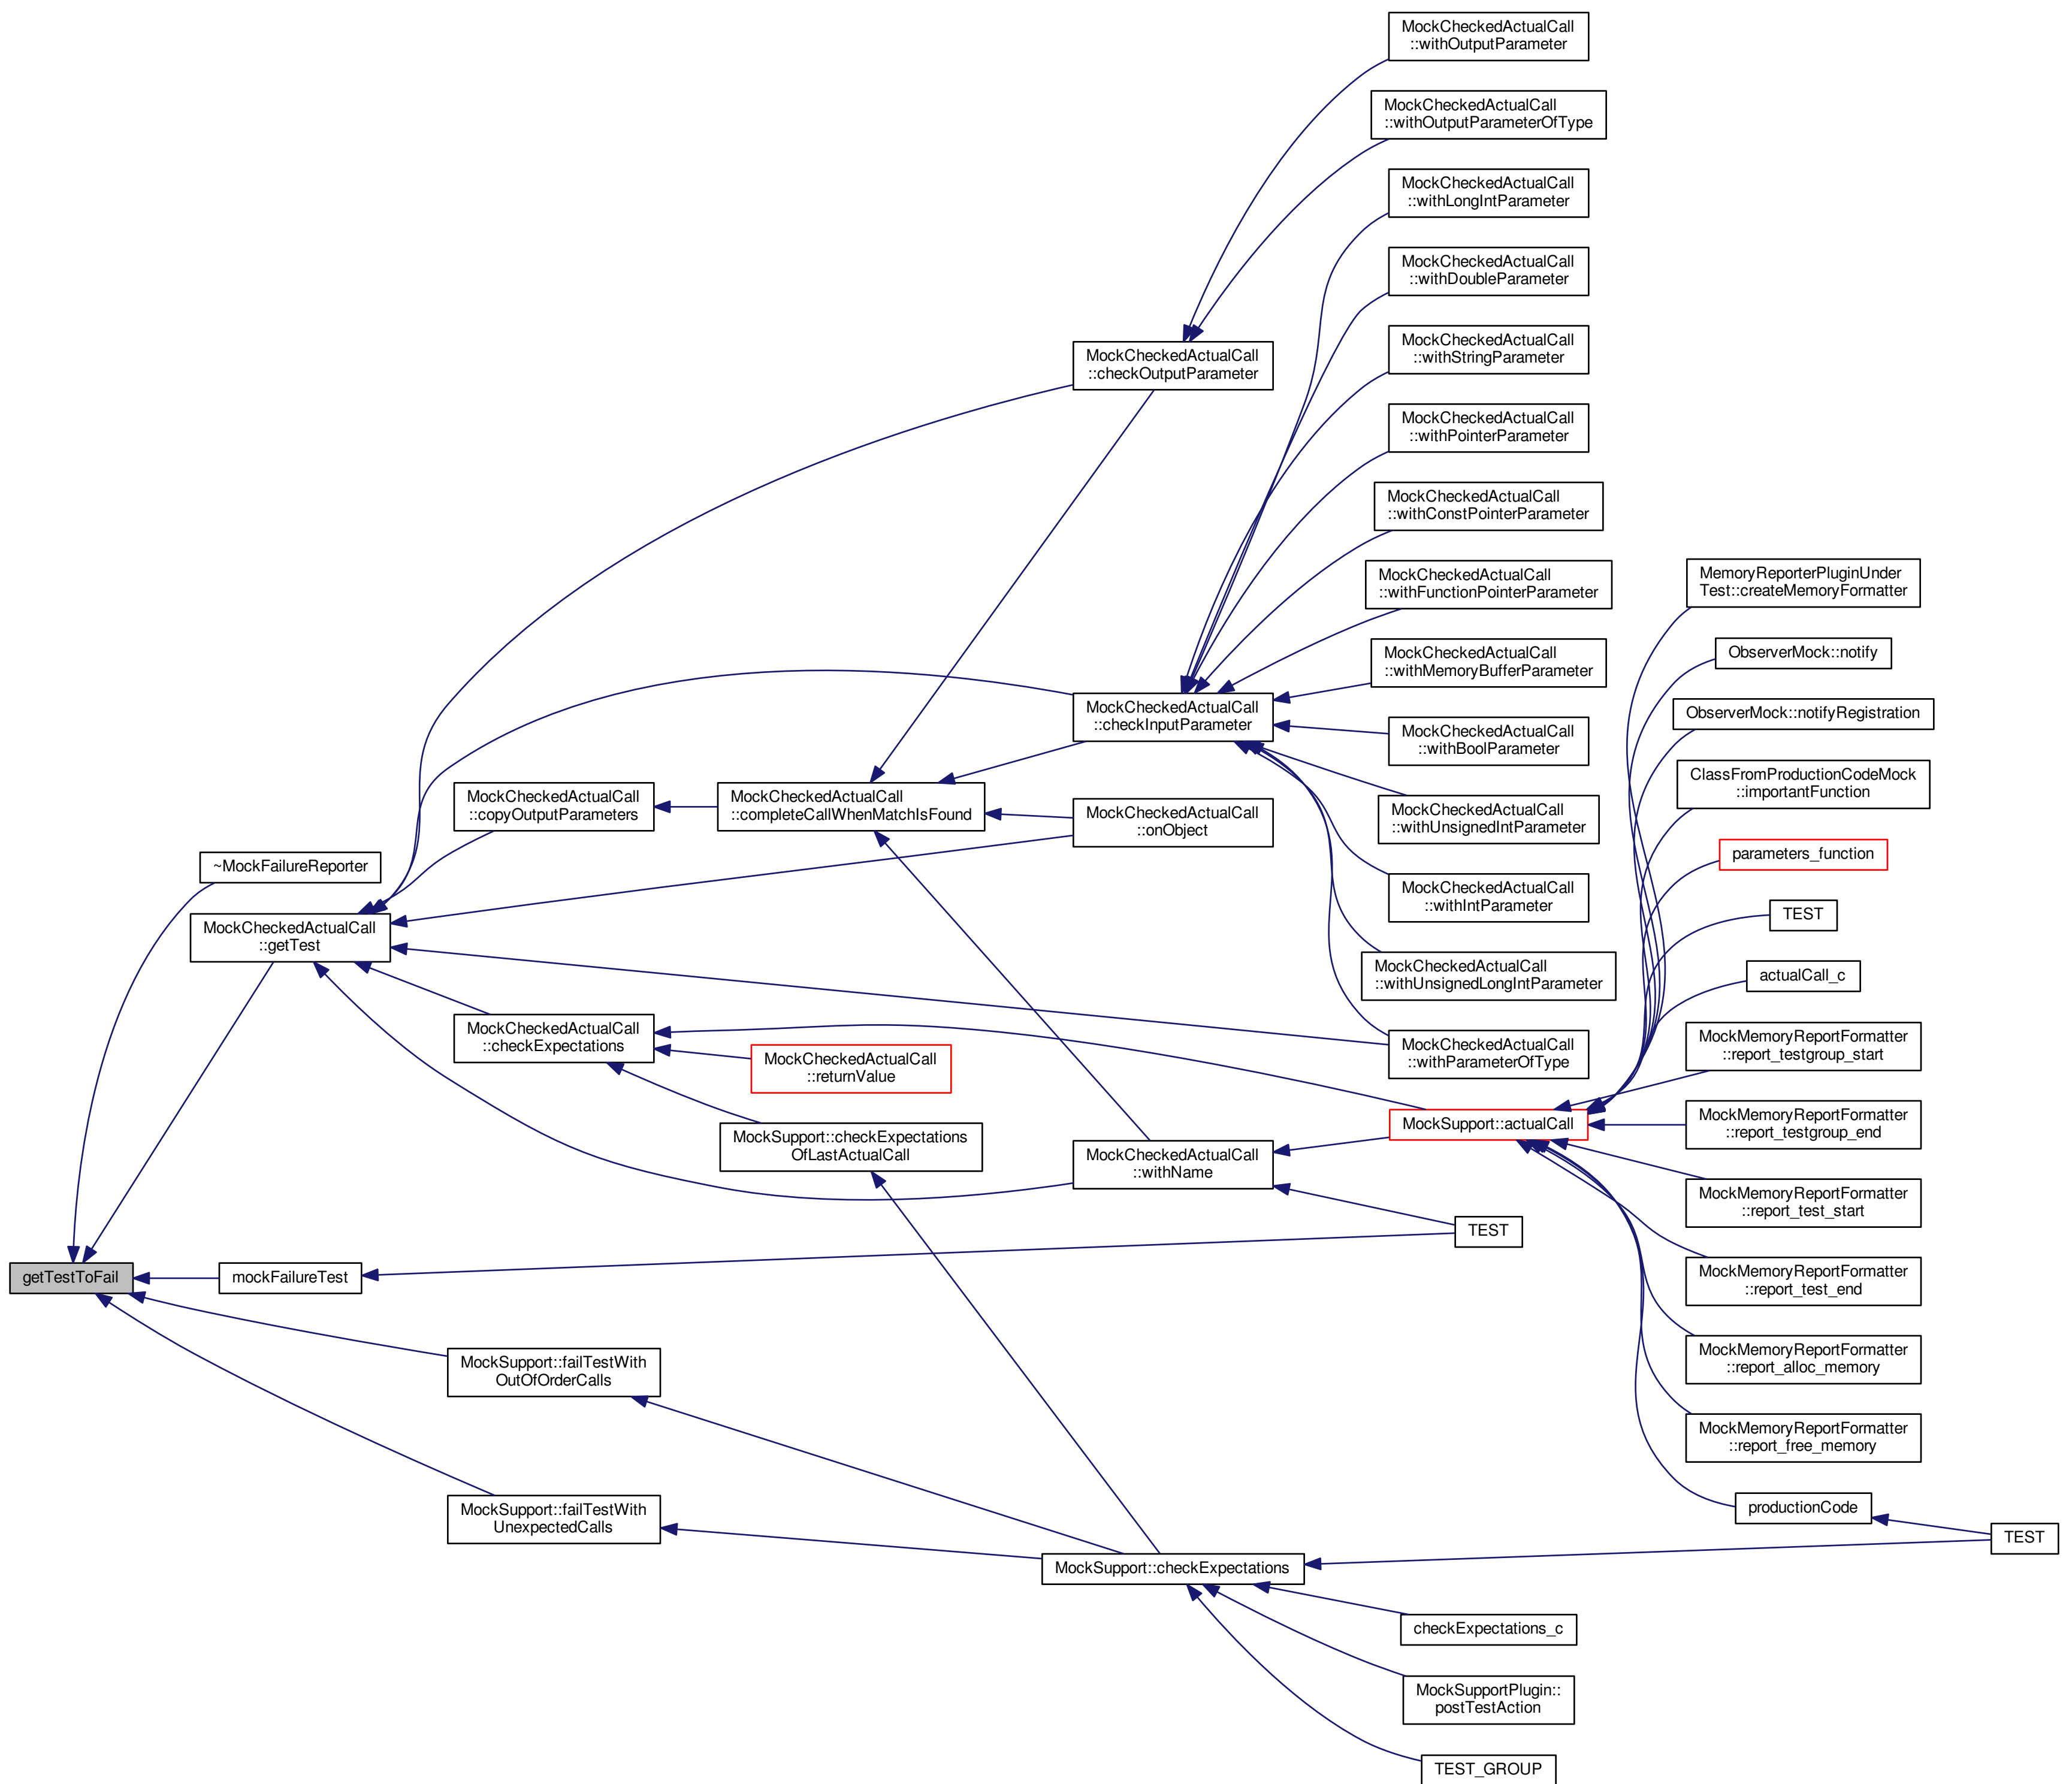 MockCheckedActualCall
::withOutputParameter
MockCheckedActualCall
::withOutputParameterOfType
MockCheckedActualCall
::withLongIntParameter
MockCheckedActualCall
::withDoubleParameter
MockCheckedActualCall
::withStringParameter
MockCheckedActualCall
::checkOutputParameter
MockCheckedActualCall
::withPointerParameter
MockCheckedActualCall
::withConstPointerParameter
MockCheckedActualCall
::withFunctionPointerParameter
MemoryReporterPluginUnder
Test::createMemoryFormatter
MockCheckedActualCall
::withMemoryBufferParameter
ObserverMock::notify
MockCheckedActualCall
::checkInputParameter
MockCheckedActualCall
::withBoolParameter
ObserverMock::notifyRegistration
MockCheckedActualCall
::copyOutputParameters
MockCheckedActualCall
::completeCallWhenMatchIsFound
MockCheckedActualCall
::onObject
MockCheckedActualCall
::withUnsignedIntParameter
ClassFromProductionCodeMock
::importantFunction
~MockFailureReporter
parameters_function
MockCheckedActualCall
::getTest
MockCheckedActualCall
::withIntParameter
TEST
MockCheckedActualCall
::withUnsignedLongIntParameter
actualCall_c
MockCheckedActualCall
::checkExpectations
MockCheckedActualCall
::returnValue
MockCheckedActualCall
::withParameterOfType
MockMemoryReportFormatter
::report_testgroup_start
MockSupport::checkExpectations
OfLastActualCall
MockCheckedActualCall
::withName
MockSupport::actualCall
MockMemoryReportFormatter
::report_testgroup_end
MockMemoryReportFormatter
::report_test_start
TEST
getTestToFail
mockFailureTest
MockMemoryReportFormatter
::report_test_end
MockSupport::failTestWith
OutOfOrderCalls
MockMemoryReportFormatter
::report_alloc_memory
MockMemoryReportFormatter
::report_free_memory
MockSupport::failTestWith
UnexpectedCalls
productionCode
TEST
MockSupport::checkExpectations
checkExpectations_c
MockSupportPlugin::
postTestAction
TEST_GROUP